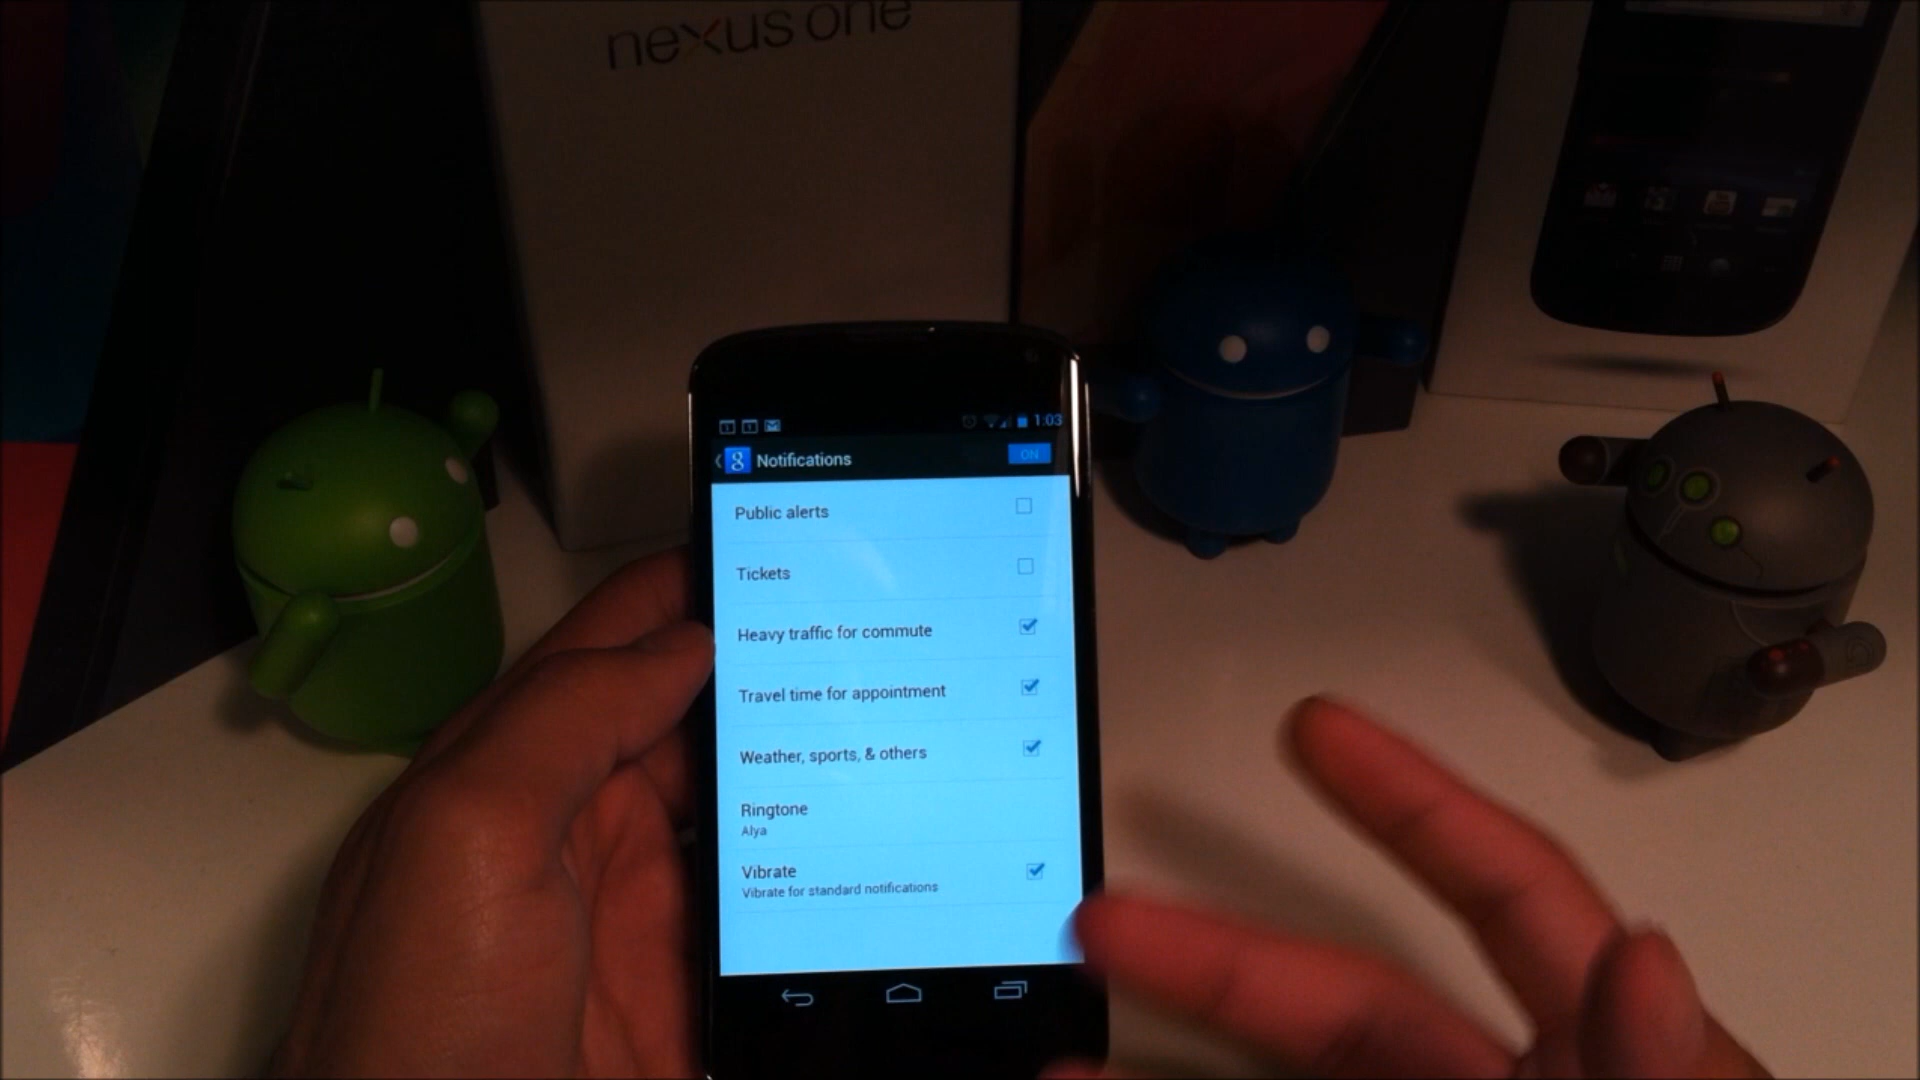 nexus one
1:03
Notifications
ON
Public alerts
Tickets
Heavy traffic for commute
Travel time for appointment
Weather, sports, & others
Ringtone
Alya
Vibrate
Vibrate for standard notifications